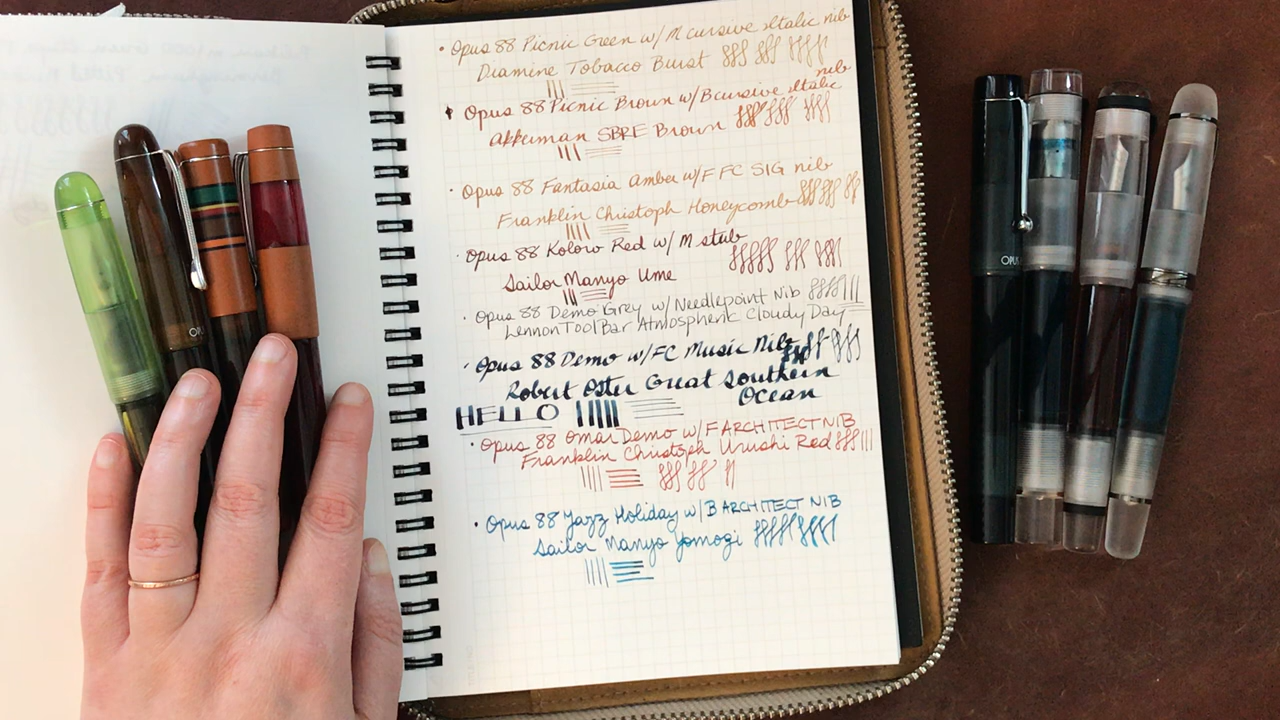 • Opus 88 Picnic Green w/ M cursive italic nib
Diamine Tobacco Burst
• Opus 88 Picnic Brown w/ B cursive italic nib
Akkerman SBRE Brown
• Opus 88 Fantasia Amber w/ F FC SIG nib
Franklin Christoph Honeycomb
• Opus 88 Koloro Red w/ M stub
Sailor Manyo Ume
• Opus 88 Demo Grey w/ Needlepoint Nib
Lennon Tool Bar Atmospheric Cloudy Day
• Opus 88 Demo w/ FC Music Nib
Robert Oster Great Southern
Ocean
HELLO
• Opus 88 Omar Demo w/ F ARCHITECT NIB
Franklin Christoph Urushi Red
• Opus 88 Jazz Holiday w/ B ARCHITECT NIB
Sailor Manyo Yomogi
OPUS